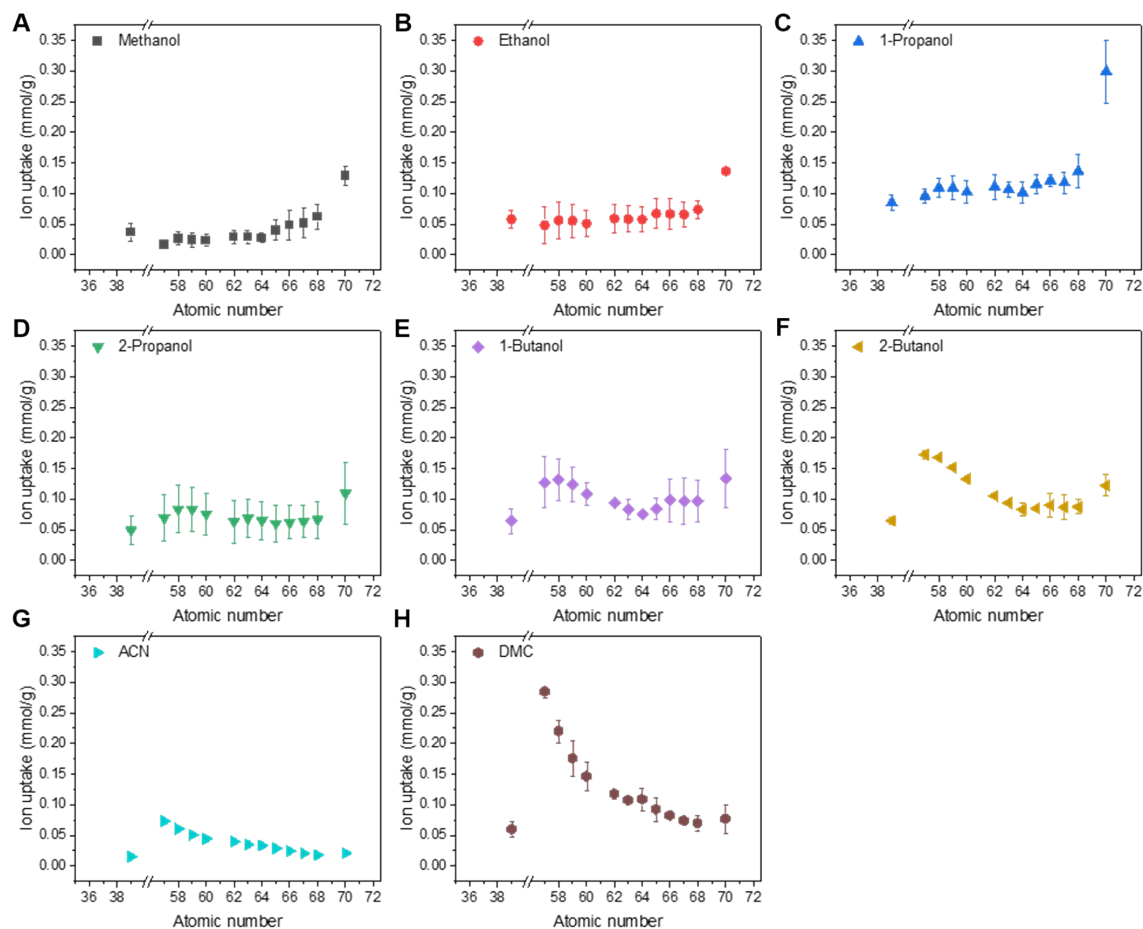 A
Methanol
Ion uptake (mmol/g)
0.35
0.30
0.25
0.20
0.15
0.10
0.05
0.00
36 38 58 60 62 64 66 68 70 72
Atomic number
B
Ethanol
Ion uptake (mmol/g)
0.35
0.30
0.25
0.20
0.15
0.10
0.05
0.00
36 38 58 60 62 64 66 68 70 72
Atomic number
C
1-Propanol
Ion uptake (mmol/g)
0.35
0.30
0.25
0.20
0.15
0.10
0.05
0.00
36 38 58 60 62 64 66 68 70 72
Atomic number
D
2-Propanol
Ion uptake (mmol/g)
0.35
0.30
0.25
0.20
0.15
0.10
0.05
0.00
36 38 58 60 62 64 66 68 70 72
Atomic number
E
1-Butanol
Ion uptake (mmol/g)
0.35
0.30
0.25
0.20
0.15
0.10
0.05
0.00
36 38 58 60 62 64 66 68 70 72
Atomic number
F
2-Butanol
Ion uptake (mmol/g)
0.35
0.30
0.25
0.20
0.15
0.10
0.05
0.00
36 38 58 60 62 64 66 68 70 72
Atomic number
G
ACN
Ion uptake (mmol/g)
0.35
0.30
0.25
0.20
0.15
0.10
0.05
0.00
36 38 58 60 62 64 66 68 70 72
Atomic number
H
DMC
Ion uptake (mmol/g)
0.35
0.30
0.25
0.20
0.15
0.10
0.05
0.00
36 38 58 60 62 64 66 68 70 72
Atomic number